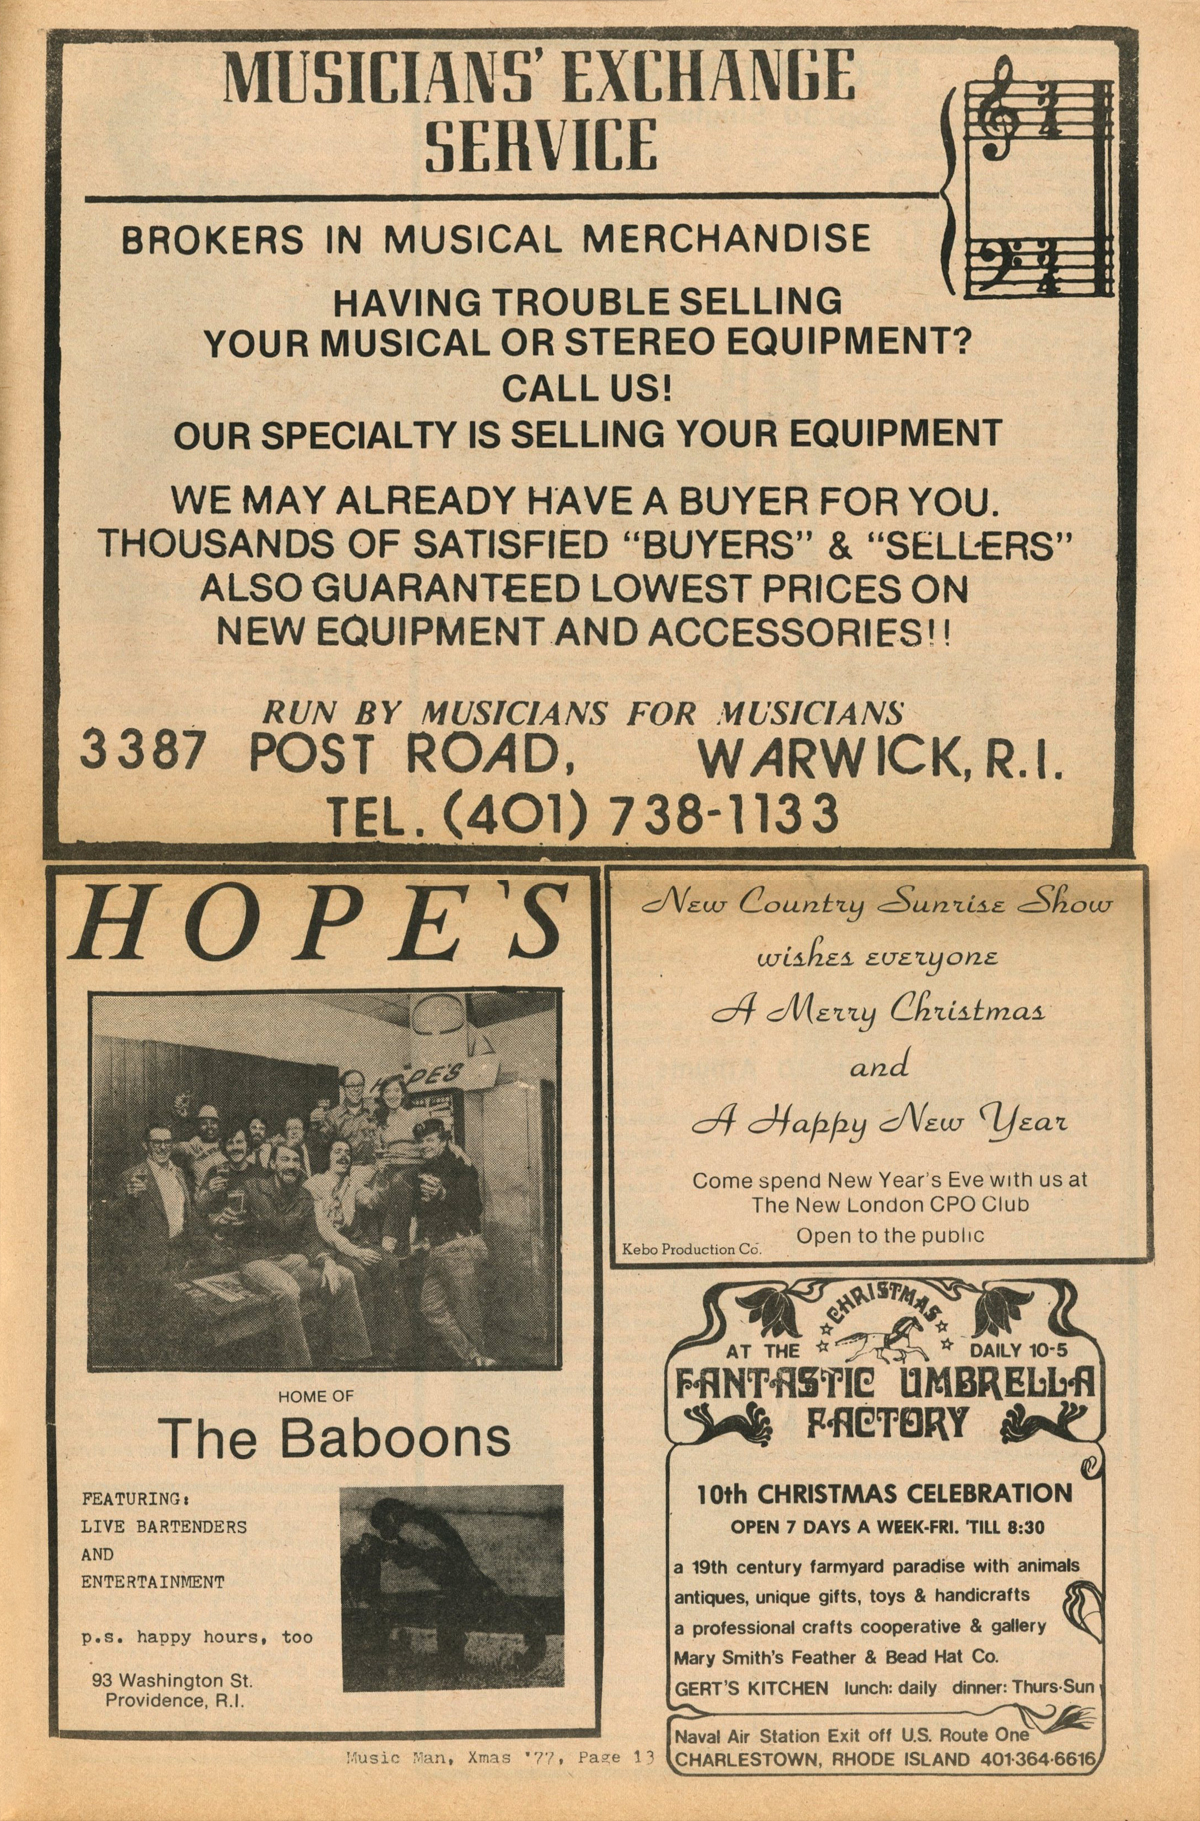 MUSICIANS' EXCHANGE
SERVICE
BROKERS IN MUSICAL MERCHANDISE
HAVING TROUBLE SELLING
YOUR MUSICAL OR STEREO EQUIPMENT?
CALL US!
OUR SPECIALTY IS SELLING YOUR EQUIPMENT
WE MAY ALREADY HAVE A BUYER FOR YOU.
THOUSANDS OF SATISFIED “BUYERS” & “SELLERS”
ALSO GUARANTEED LOWEST PRICES ON
NEW EQUIPMENT AND ACCESSORIES!!
RUN BY MUSICIANS FOR MUSICIANS
3387 POST ROAD, WARWICK, R.I.
TEL. (401) 738-1133
HOPE'S
HOPE'S
HOME OF
The Baboons
FEATURING:
LIVE BARTENDERS
AND
ENTERTAINMENT
p.s. happy hours, too
93 Washington St.
Providence, R.I.
New Country Sunrise Show
wishes everyone
A Merry Christmas
and
A Happy New Year
Come spend New Year's Eve with us at
The New London CPO Club
Open to the public
Kebo Production Co.
CHRISTMAS
AT THE DAILY 10-5
FANTASTIC UMBRELLA
FACTORY
10th CHRISTMAS CELEBRATION
OPEN 7 DAYS A WEEK-FRI. 'TILL 8:30
a 19th century farmyard paradise with animals
antiques, unique gifts, toys & handicrafts
a professional crafts cooperative & gallery
Mary Smith's Feather & Bead Hat Co.
GERT'S KITCHEN lunch: daily dinner: Thurs-Sun
Naval Air Station Exit off U.S. Route One
CHARLESTOWN, RHODE ISLAND 401-364-6616
Music Man, Xmas '77, Page 13